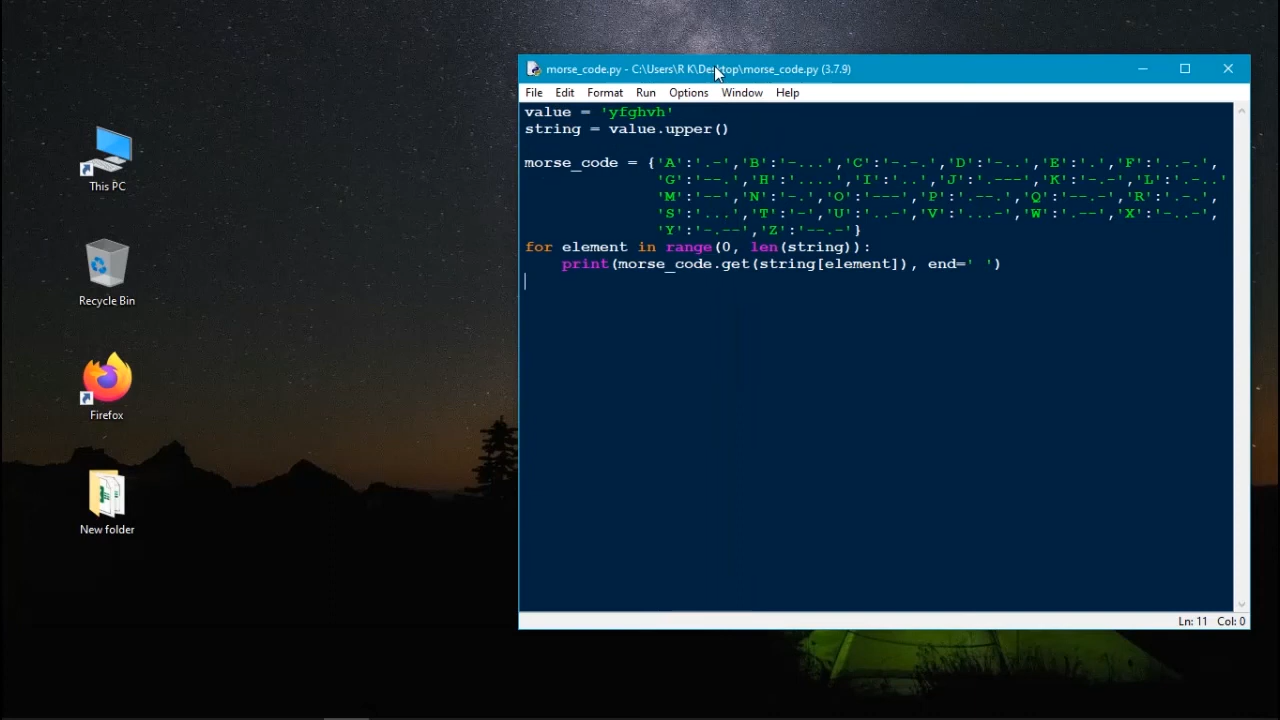 This PC
Recycle Bin
Firefox
New folder
morse_code.py - C:\Users\R K\Desktop\morse_code.py (3.7.9)
File Edit Format Run Options Window Help
value = 'yfghvh'
string = value.upper()
morse_code = {'A':'.-','B':'-...','C':'-.-.','D':'-..','E':'.','F':'..-.',
'G':'--.','H':'....','I':'..','J':'.---','K':'-.-','L':'.-..'
'M':'--','N':'-.','O':'---','P':'.--.','Q':'--.-','R':'.-.',
'S':'...','T':'-','U':'..-','V':'...-','W':'.--','X':'-..-',
'Y':'-.--','Z':'--.-'}
for element in range(0, len(string)):
print(morse_code.get(string[element]), end=' ')
Ln: 11 Col: 0